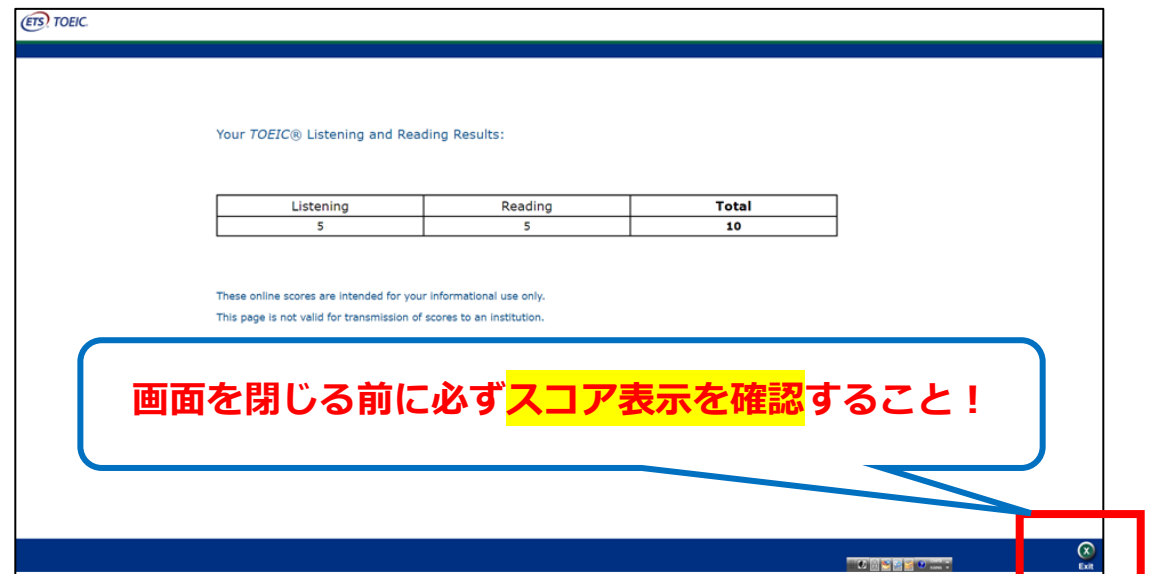 ETS TOEIC.
Your TOEIC® Listening and Reading Results:
Listening Reading Total
5 5 10
These online scores are intended for your informational use only.
This page is not valid for transmission of scores to an institution.
画面を閉じる前に必ずスコア表示を確認すること！
X
Exit